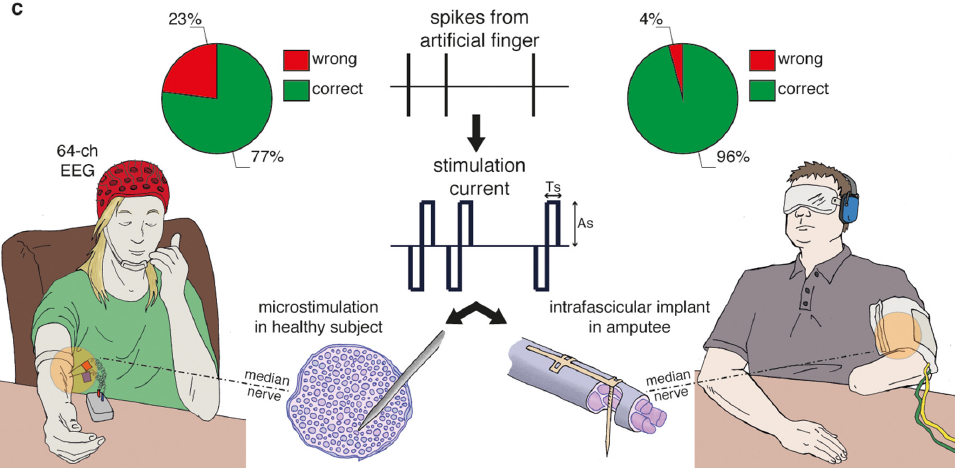 c
23%
wrong
correct
77%
spikes from
artificial finger
4%
wrong
correct
96%
64-ch
EEG
stimulation
current
Ts
As
microstimulation
in healthy subject
intrafascicular implant
in amputee
median
nerve
median
nerve